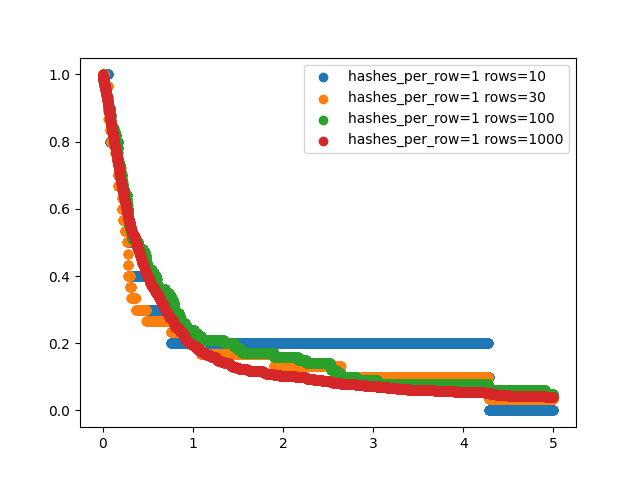 hashes_per_row=1 rows=10
hashes_per_row=1 rows=30
hashes_per_row=1 rows=100
hashes_per_row=1 rows=1000
1.0
0.8
0.6
0.4
0.2
0.0
0 1 2 3 4 5